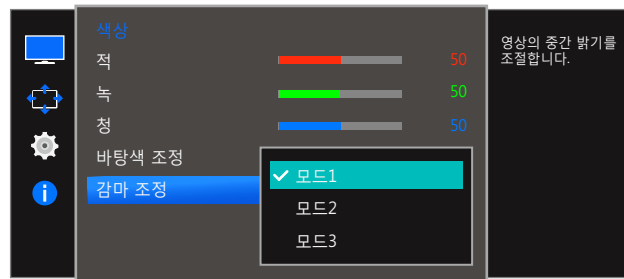 색상
적 50
녹 50
청 50
바탕색 조정
감마 조정
모드1
모드2
모드3
영상의 중간 밝기를
조절합니다.